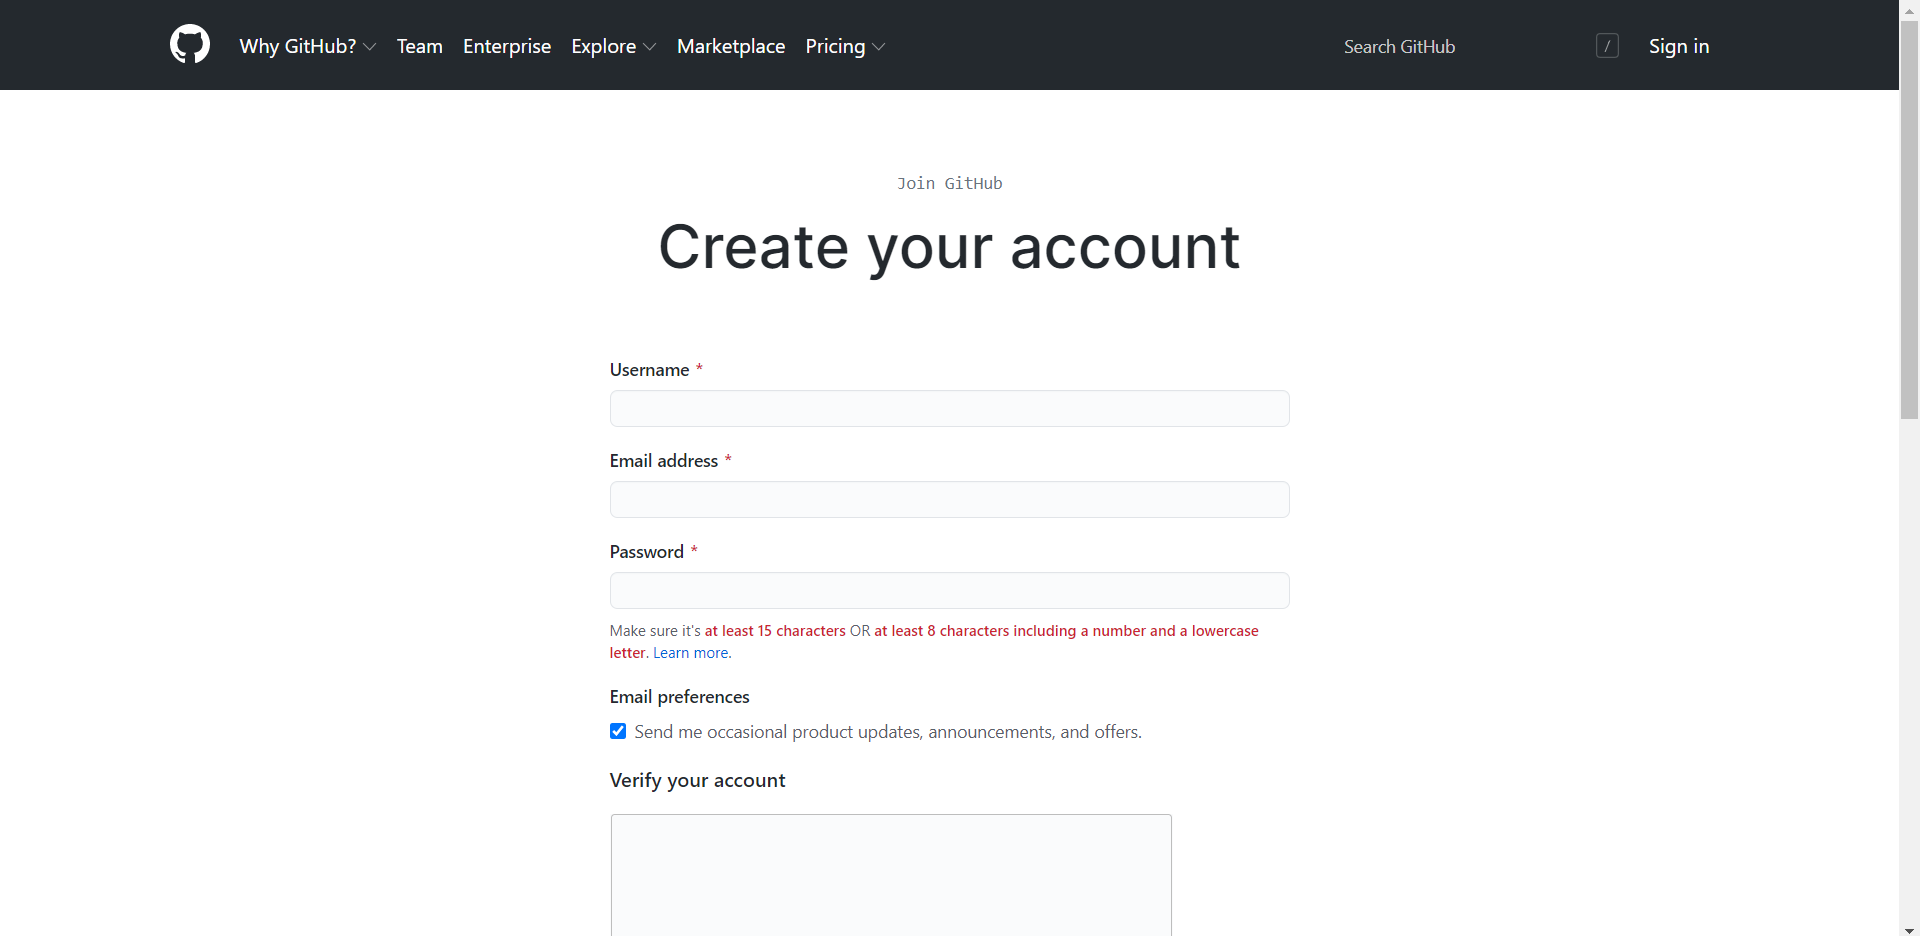 Why GitHub? Team Enterprise Explore Marketplace Pricing Search GitHub / Sign in
Join GitHub
Create your account
Username *
Email address *
Password *
Make sure it's at least 15 characters OR at least 8 characters including a number and a lowercase
letter. Learn more.
Email preferences
Send me occasional product updates, announcements, and offers.
Verify your account